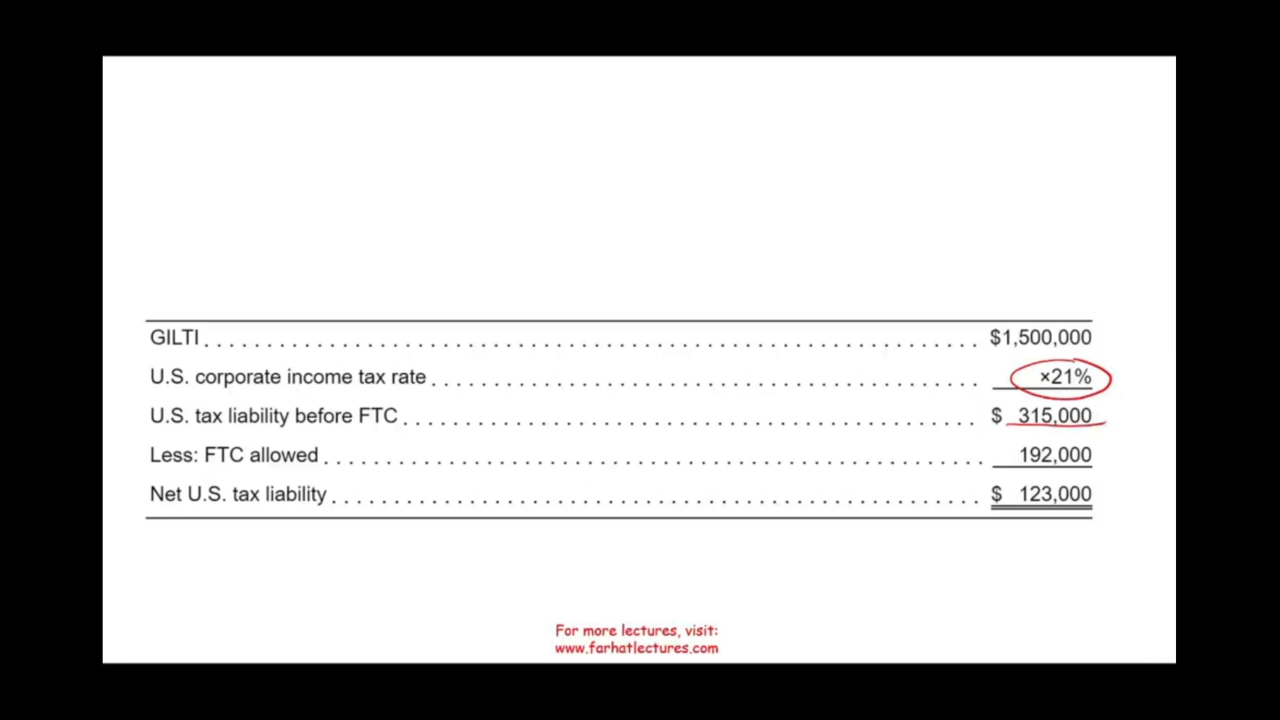 GILTI . . . . . . . . . . . . . . . . . . . . . . . . . . . . . . $1,500,000
U.S. corporate income tax rate . . . . . . . . . . . . . . . . . . . . ×21%
U.S. tax liability before FTC . . . . . . . . . . . . . . . . . . . . $ 315,000
Less: FTC allowed . . . . . . . . . . . . . . . . . . . . . . . . . 192,000
Net U.S. tax liability . . . . . . . . . . . . . . . . . . . . . . . $ 123,000
For more lectures, visit:
www.farhatlectures.com